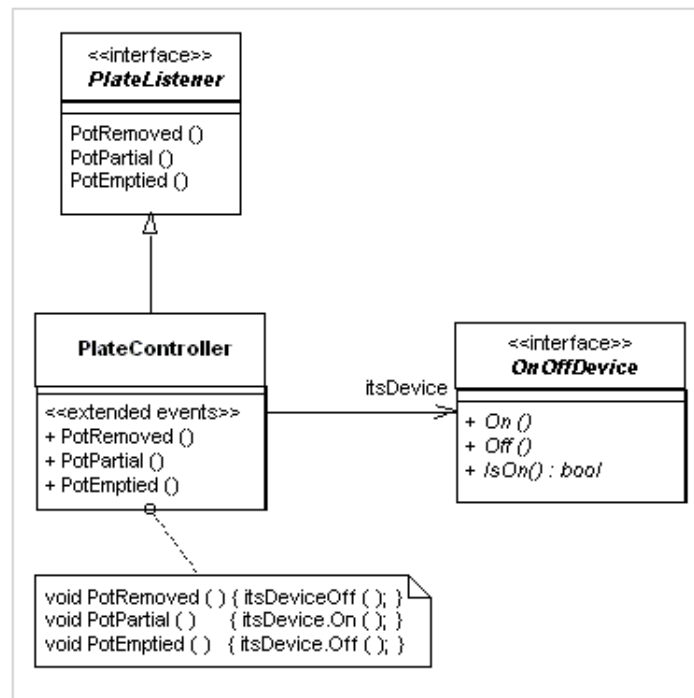 <<interface>>
PlateListener
PotRemoved ()
PotPartial ()
PotEmptied ()
PlateController
<<extended events>>
+ PotRemoved ()
+ PotPartial ()
+ PotEmptied ()
itsDevice
<<interface>>
OnOffDevice
+ On ()
+ Off ()
+ IsOn() : bool
void PotRemoved ( ) { itsDeviceOff ( ); }
void PotPartial ( ) { itsDevice.On ( ); }
void PotEmptied ( ) { itsDevice.Off ( ); }